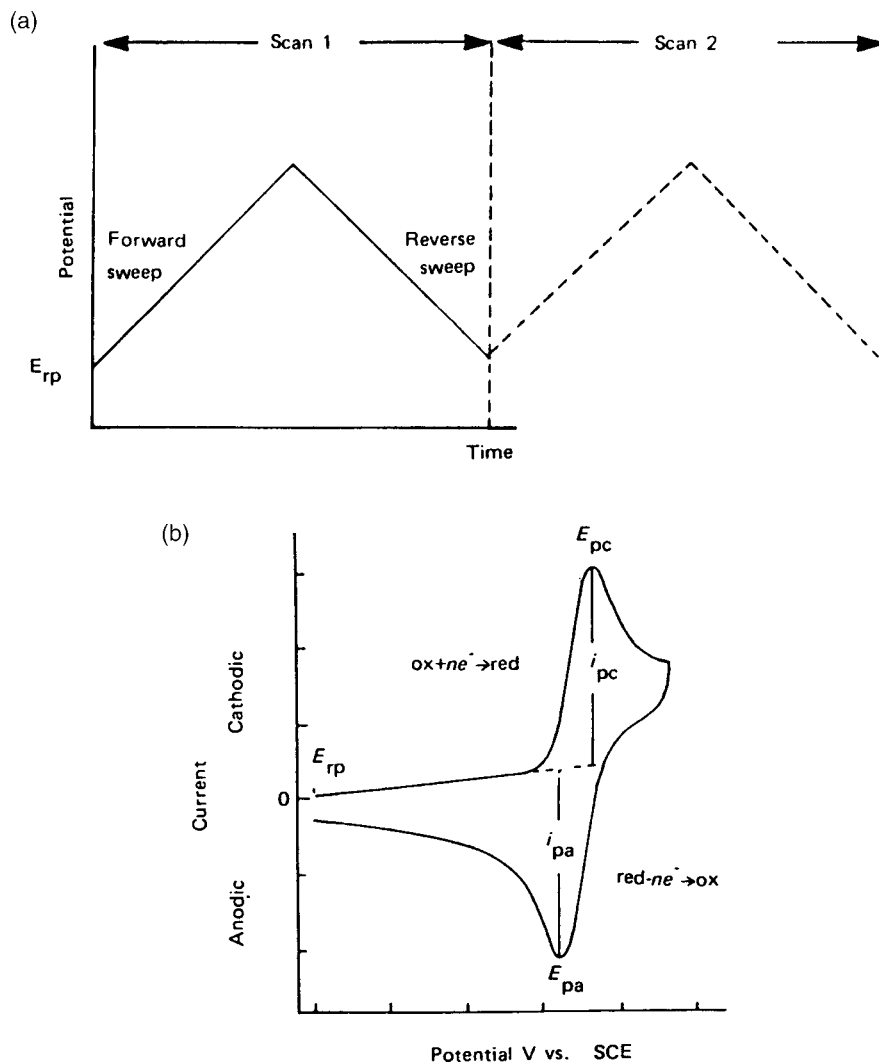 (a)
Scan 1
Scan 2
Potential
Forward
sweep
Reverse
sweep
E_rp
Time
(b)
E_pc
ox+ne⁻→red
i_pc
Cathodic
E_rp
Current
0
i_pa
red-ne⁻→ox
Anodic
E_pa
Potential V vs. SCE